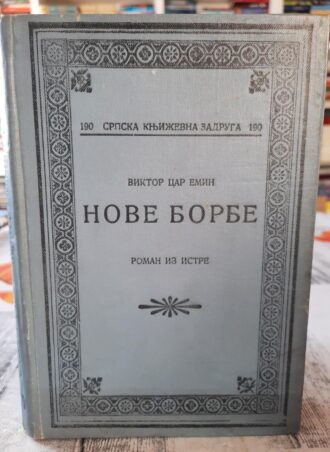 190 СРПСКА КЊИЖЕВНА ЗАДРУГА 190
ВИКТОР ЦАР ЕМИН
НОВЕ БОРБЕ
РОМАН ИЗ ИСТРЕ